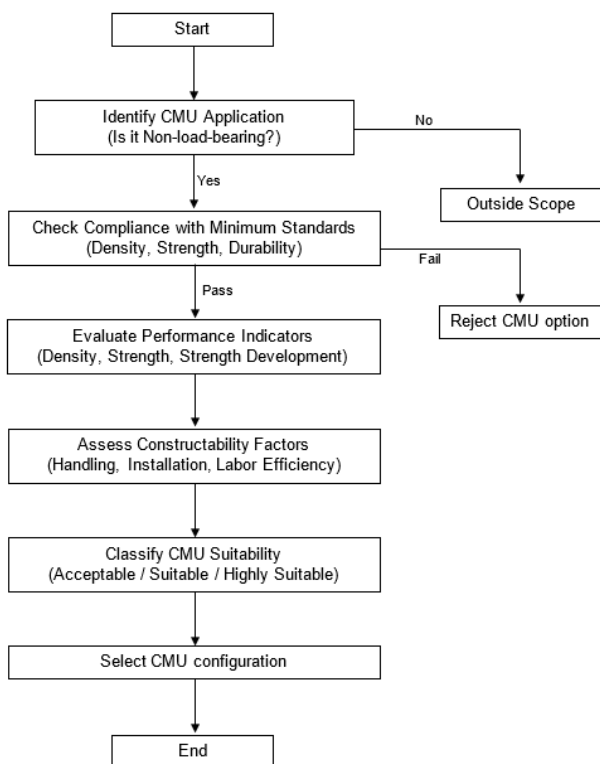 Start
Identify CMU Application
(Is it Non-load-bearing?)
No
Yes
Outside Scope
Check Compliance with Minimum Standards
(Density, Strength, Durability)
Fail
Pass
Reject CMU option
Evaluate Performance Indicators
(Density, Strength, Strength Development)
Assess Constructability Factors
(Handling, Installation, Labor Efficiency)
Classify CMU Suitability
(Acceptable / Suitable / Highly Suitable)
Select CMU configuration
End